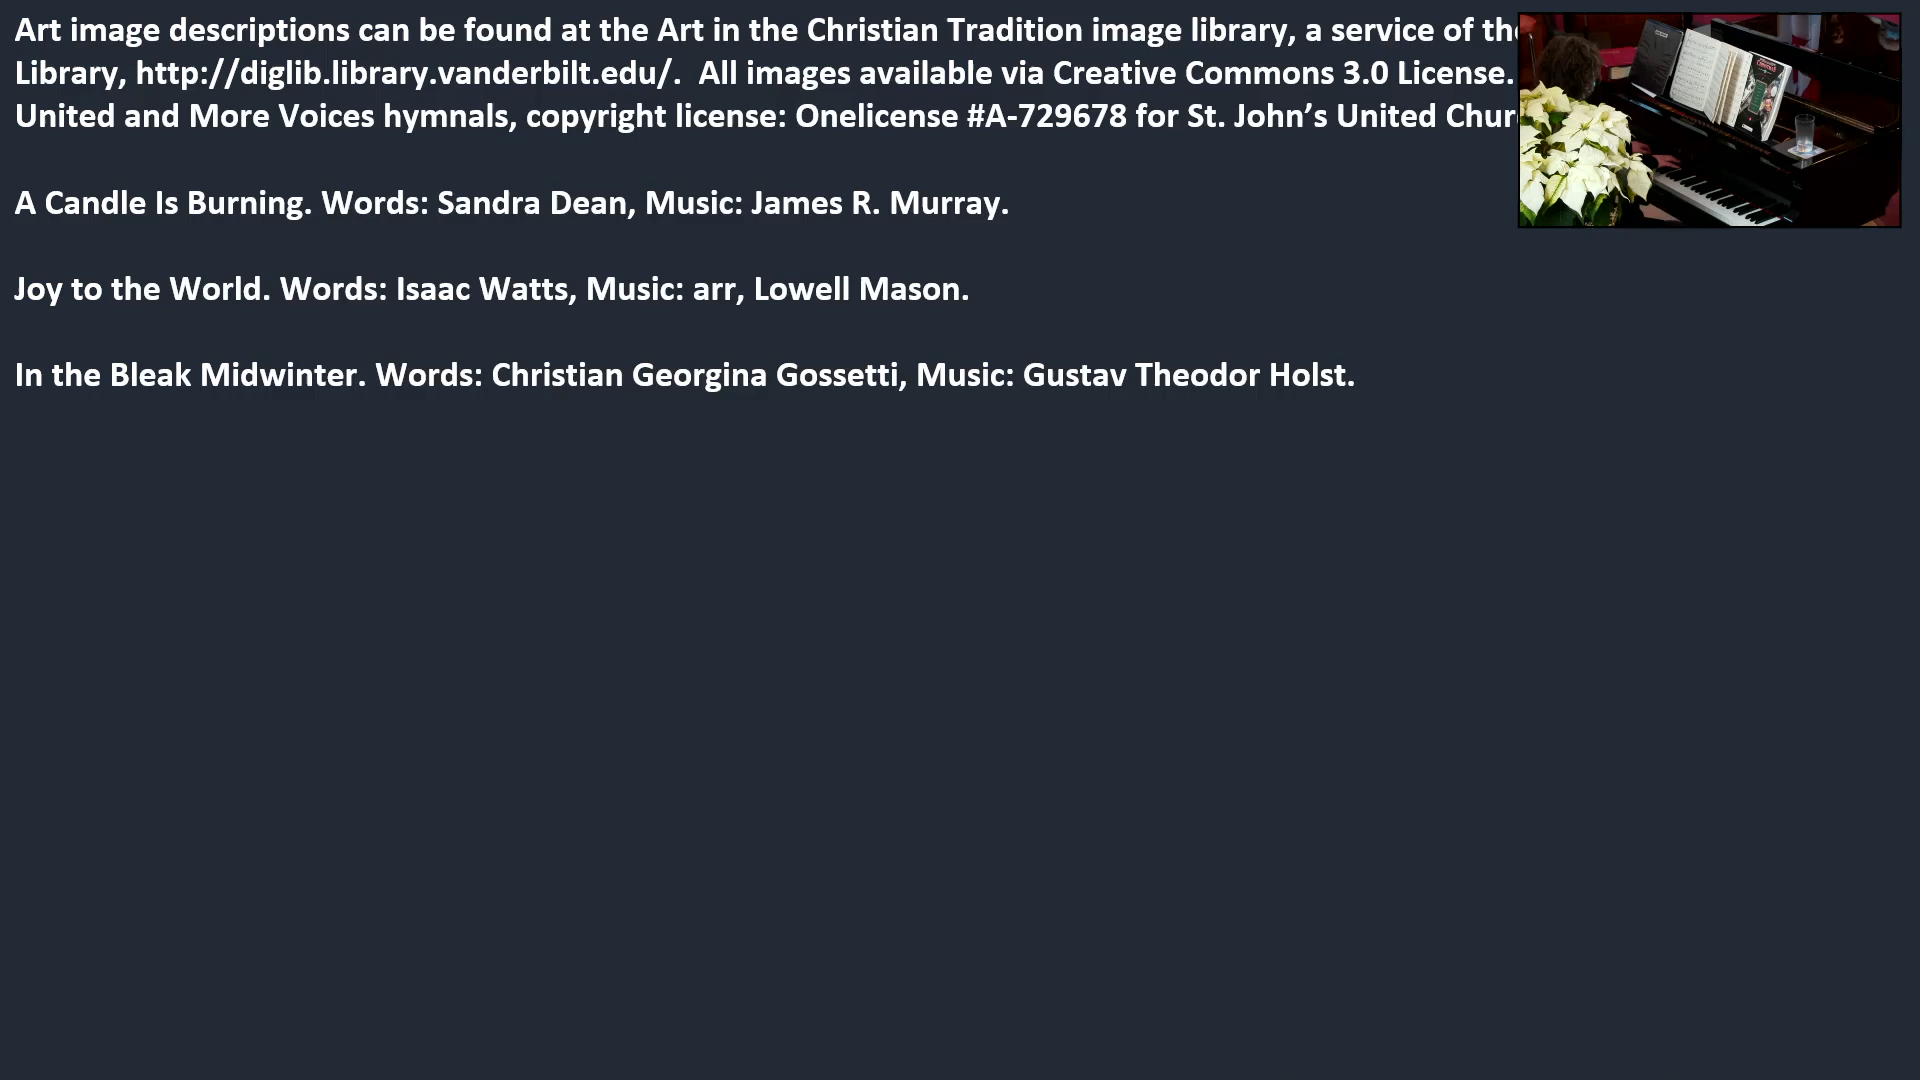 Art image descriptions can be found at the Art in the Christian Tradition image library, a service of the
Library, http://diglib.library.vanderbilt.edu/.  All images available via Creative Commons 3.0 License.
United and More Voices hymnals, copyright license: Onelicense #A-729678 for St. John’s United
A Candle Is Burning. Words: Sandra Dean, Music: James R. Murray.
Joy to the World. Words: Isaac Watts, Music: arr, Lowell Mason.
In the Bleak Midwinter. Words: Christian Georgina Gossetti, Music: Gustav Theodor Holst.